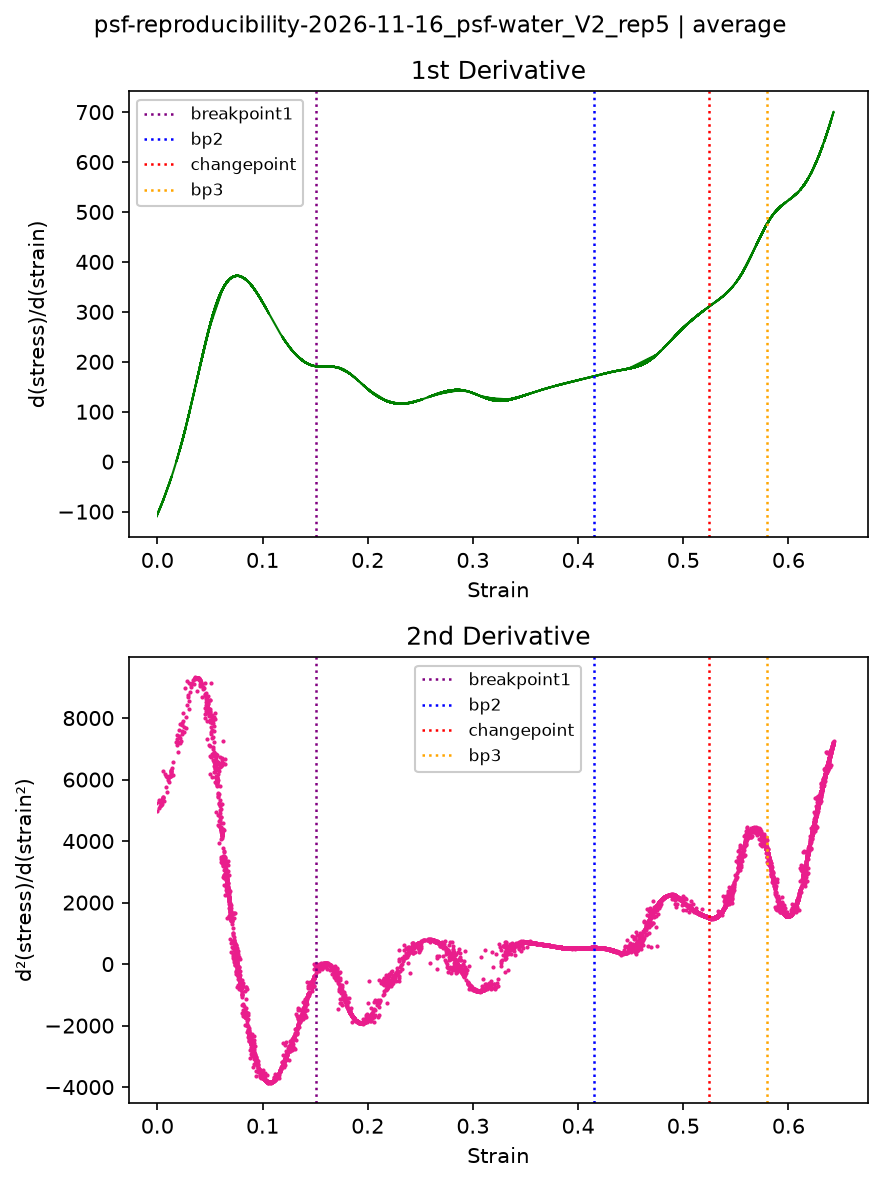 psf-reproducibility-2026-11-16_psf-water_V2_rep5 | average
1st Derivative
breakpoint1
bp2
changepoint
bp3
700
600
500
400
300
200
100
0
−100
d(stress)/d(strain)
0.0 0.1 0.2 0.3 0.4 0.5 0.6
Strain
2nd Derivative
breakpoint1
bp2
changepoint
bp3
8000
6000
4000
2000
0
−2000
−4000
d²(stress)/d(strain²)
0.0 0.1 0.2 0.3 0.4 0.5 0.6
Strain